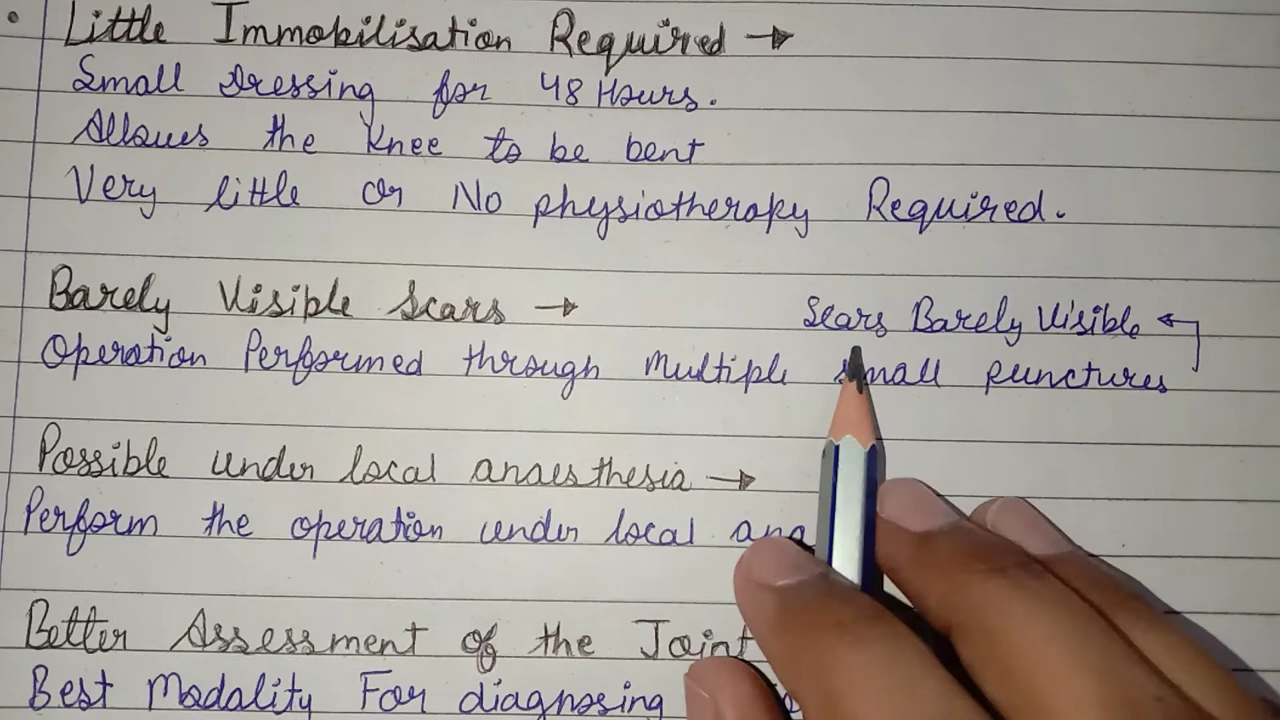 • Little Immobilisation Required →
Small dressing for 48 Hours.
Allows the knee to be bent
Very little or No physiotherapy Required.
Barely Visible Scars →
Scars Barely Visible ←
Operation Performed through Multiple small punctures
Possible under local anaesthesia →
Perform the operation under local
Better Assessment of the Joint
Best Modality For diagnosing